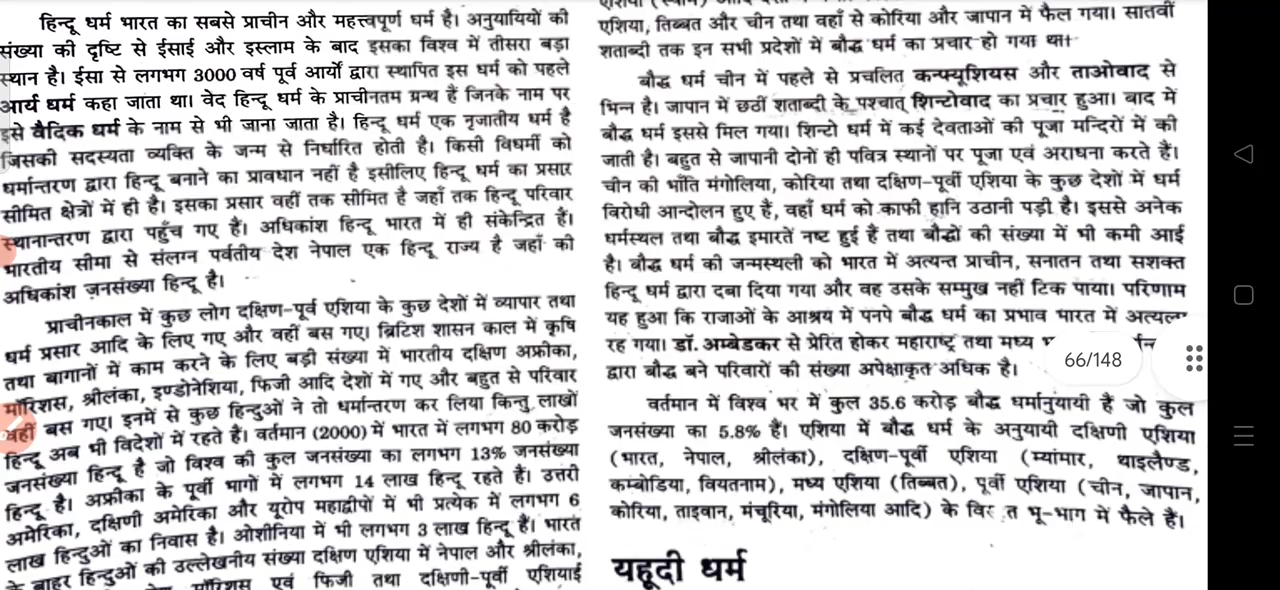 हिन्दू धर्म भारत का सबसे प्राचीन और महत्त्वपूर्ण धर्म है। अनुयायियों की
संख्या की दृष्टि से ईसाई और इस्लाम के बाद इसका विश्व में तीसरा बड़ा
स्थान है। ईसा से लगभग 3000 वर्ष पूर्व आर्यों द्वारा स्थापित इस धर्म को पहले
आर्य धर्म कहा जाता था। वेद हिन्दू धर्म के प्राचीनतम ग्रन्थ हैं जिनके नाम पर
इसे वैदिक धर्म के नाम से भी जाना जाता है। हिन्दू धर्म एक नृजातीय धर्म है
जिसकी सदस्यता व्यक्ति के जन्म से निर्धारित होती है। किसी विधर्मी को
धर्मान्तरण द्वारा हिन्दू बनाने का प्रावधान नहीं है इसीलिए हिन्दू धर्म का प्रसार
सीमित क्षेत्रों में ही है। इसका प्रसार वहीं तक सीमित है जहाँ तक हिन्दू परिवार
स्थानान्तरण द्वारा पहुँच गए हैं। अधिकांश हिन्दू भारत में ही संकेन्द्रित हैं।
भारतीय सीमा से संलग्न पर्वतीय देश नेपाल एक हिन्दू राज्य है जहाँ की
अधिकांश जनसंख्या हिन्दू है।
प्राचीनकाल में कुछ लोग दक्षिण-पूर्व एशिया के कुछ देशों में व्यापार तथा
धर्म प्रसार आदि के लिए गए और वहीं बस गए। ब्रिटिश शासन काल में कृषि
तथा बागानों में काम करने के लिए बड़ी संख्या में भारतीय दक्षिण अफ्रीका,
मॉरिशस, श्रीलंका, इण्डोनेशिया, फिजी आदि देशों में गए और बहुत से परिवार
वहीं बस गए। इनमें से कुछ हिन्दुओं ने तो धर्मान्तरण कर लिया किन्तु लाखों
हिन्दू अब भी विदेशों में रहते हैं। वर्तमान (2000) में भारत में लगभग 80 करोड़
जनसंख्या हिन्दू है जो विश्व की कुल जनसंख्या का लगभग 13% जनसंख्या
हिन्दू है। अफ्रीका के पूर्वी भागों में लगभग 14 लाख हिन्दू रहते हैं। उत्तरी
अमेरिका, दक्षिणी अमेरिका और यूरोप महाद्वीपों में भी प्रत्येक में लगभग 6
लाख हिन्दुओं का निवास है। ओशीनिया में भी लगभग 3 लाख हिन्दू हैं। भारत
के बाहर हिन्दुओं की उल्लेखनीय संख्या दक्षिण एशिया में नेपाल और श्रीलंका,
मॉरिशस एवं फिजी तथा दक्षिणी-पूर्वी एशियाई
एशिया, तिब्बत और चीन तथा वहाँ से कोरिया और जापान में फैल गया। सातवीं
शताब्दी तक इन सभी प्रदेशों में बौद्ध धर्म का प्रचार हो गया था।
बौद्ध धर्म चीन में पहले से प्रचलित कन्फ्यूशियस और ताओवाद से
भिन्न है। जापान में छठीं शताब्दी के पश्चात् शिन्टोवाद का प्रचार हुआ। बाद में
बौद्ध धर्म इससे मिल गया। शिन्टो धर्म में कई देवताओं की पूजा मन्दिरों में की
जाती है। बहुत से जापानी दोनों ही पवित्र स्थानों पर पूजा एवं अराधना करते हैं।
चीन की भाँति मंगोलिया, कोरिया तथा दक्षिण-पूर्वी एशिया के कुछ देशों में धर्म
विरोधी आन्दोलन हुए हैं, वहाँ धर्म को काफी हानि उठानी पड़ी है। इससे अनेक
धर्मस्थल तथा बौद्ध इमारतें नष्ट हुई हैं तथा बौद्धों की संख्या में भी कमी आई
है। बौद्ध धर्म की जन्मस्थली को भारत में अत्यन्त प्राचीन, सनातन तथा सशक्त
हिन्दू धर्म द्वारा दबा दिया गया और वह उसके सम्मुख नहीं टिक पाया। परिणाम
यह हुआ कि राजाओं के आश्रय में पनपे बौद्ध धर्म का प्रभाव भारत में
रह गया। डॉ. अम्बेडकर से प्रेरित होकर महाराष्ट्र तथा मध्य
66/148
द्वारा बौद्ध बने परिवारों की संख्या अपेक्षाकृत अधिक है।
वर्तमान में विश्व भर में कुल 35.6 करोड़ बौद्ध धर्मानुयायी हैं जो कुल
जनसंख्या का 5.8% हैं। एशिया में बौद्ध धर्म के अनुयायी दक्षिणी एशिया
(भारत, नेपाल, श्रीलंका), दक्षिण-पूर्वी एशिया (म्यांमार, थाइलैण्ड,
कम्बोडिया, वियतनाम), मध्य एशिया (तिब्बत), पूर्वी एशिया (चीन, जापान,
कोरिया, ताइवान, मंचूरिया, मंगोलिया आदि) के भू-भाग में फैले हैं।
यहूदी धर्म